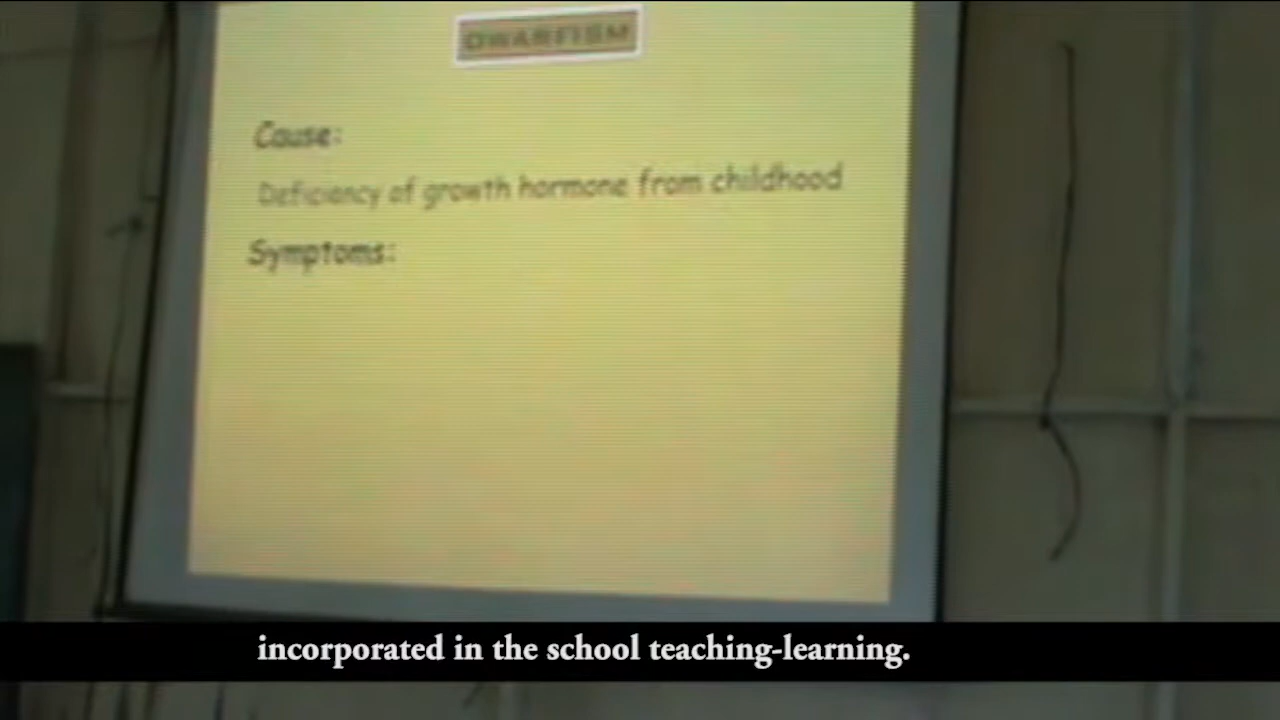 DWARFISM
Cause:
Deficiency of growth hormone from childhood
Symptoms:
incorporated in the school teaching-learning.